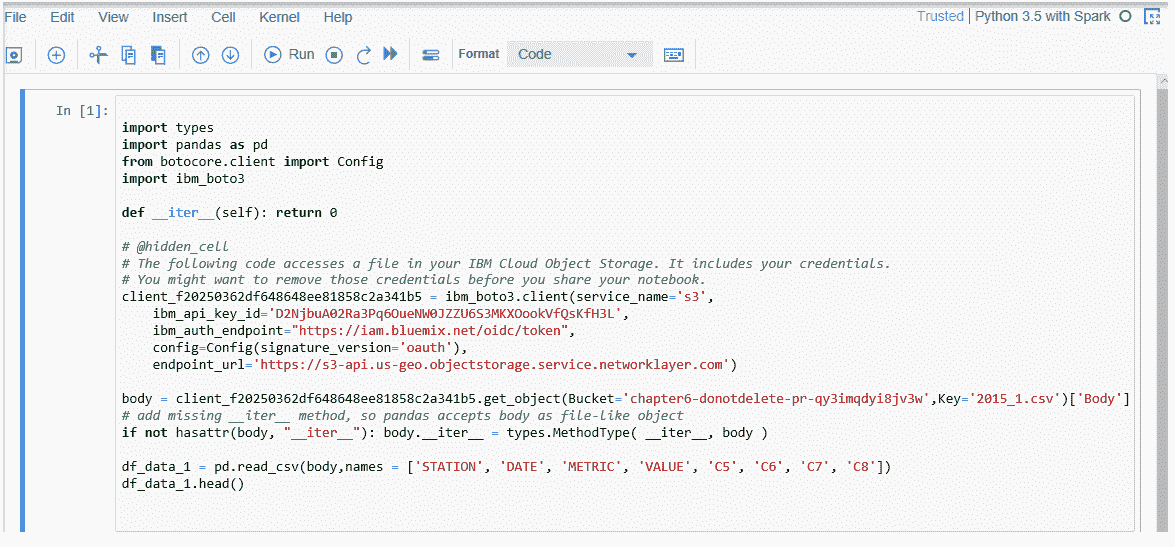 File Edit View Insert Cell Kernel Help Trusted Python 3.5 with Spark
Run Format Code
In [1]:
import types
import pandas as pd
from botocore.client import Config
import ibm_boto3
def __iter__(self): return 0
# @hidden_cell
# The following code accesses a file in your IBM Cloud Object Storage. It includes your credentials.
# You might want to remove those credentials before you share your notebook.
client_f20250362df648648ee81858c2a341b5 = ibm_boto3.client(service_name='s3',
ibm_api_key_id='D2NjbuA02Ra3Pq6OueNW0JZZU6S3MKXOookVfQsKfH3L',
ibm_auth_endpoint="https://iam.bluemix.net/oidc/token",
config=Config(signature_version='oauth'),
endpoint_url='https://s3-api.us-geo.objectstorage.service.networklayer.com')
body = client_f20250362df648648ee81858c2a341b5.get_object(Bucket='chapter6-donotdelete-pr-qy3imqdyi8jv3w',Key='2015_1.csv')['Body']
# add missing __iter__ method, so pandas accepts body as file-like object
if not hasattr(body, "__iter__"): body.__iter__ = types.MethodType( __iter__, body )
df_data_1 = pd.read_csv(body,names = ['STATION', 'DATE', 'METRIC', 'VALUE', 'C5', 'C6', 'C7', 'C8'])
df_data_1.head()